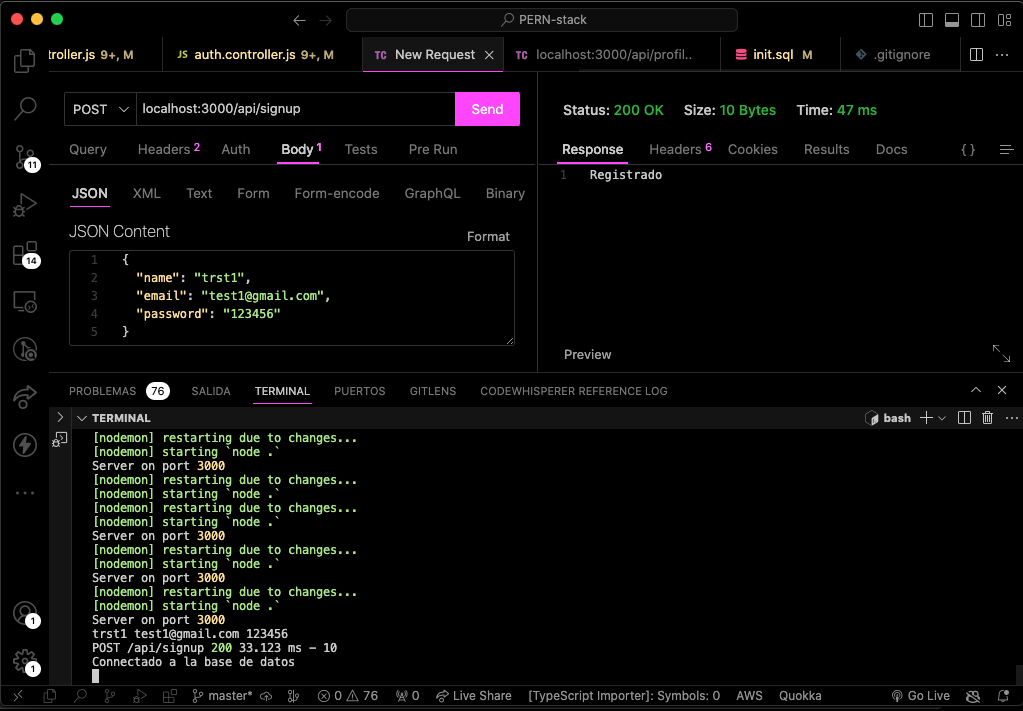 PERN-stack
troller.js 9+, M
JS auth.controller.js 9+, M
TC New Request
TC localhost:3000/api/profil..
init.sql M
.gitignore
POST localhost:3000/api/signup Send
Query Headers 2 Auth Body 1 Tests Pre Run
JSON XML Text Form Form-encode GraphQL Binary
JSON Content
Format
1 {
2 "name": "trst1",
3 "email": "test1@gmail.com",
4 "password": "123456"
5 }
Status: 200 OK Size: 10 Bytes Time: 47 ms
Response Headers 6 Cookies Results Docs { }
1 Registrado
Preview
11
14
1
1
PROBLEMAS 76 SALIDA TERMINAL PUERTOS GITLENS CODEWHISPERER REFERENCE LOG
TERMINAL
bash
[nodemon] restarting due to changes...
[nodemon] starting `node .`
Server on port 3000
[nodemon] restarting due to changes...
[nodemon] starting `node .`
[nodemon] restarting due to changes...
[nodemon] starting `node .`
Server on port 3000
[nodemon] restarting due to changes...
[nodemon] starting `node .`
Server on port 3000
[nodemon] restarting due to changes...
[nodemon] starting `node .`
Server on port 3000
trst1 test1@gmail.com 123456
POST /api/signup 200 33.123 ms - 10
Connectado a la base de datos
master* 0 76 0 Live Share [TypeScript Importer]: Symbols: 0 AWS Quokka Go Live